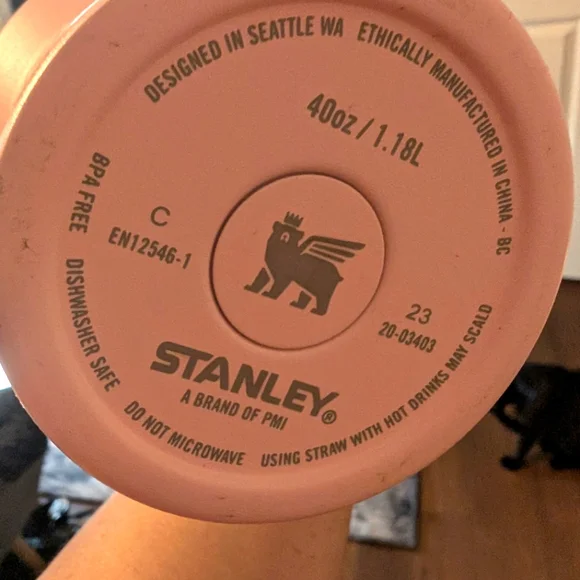 DESIGNED IN SEATTLE WA ETHICALLY MANUFACTURED IN CHINA - BC
40oz / 1.18L
C
EN12546-1
23
20-03403
STANLEY®
A BRAND OF PMI
BPA FREE DISHWASHER SAFE DO NOT MICROWAVE USING STRAW WITH HOT DRINKS MAY SCALD